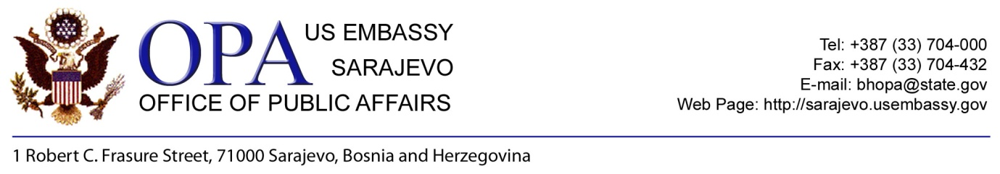 OPA US EMBASSY
SARAJEVO
OFFICE OF PUBLIC AFFAIRS
Tel: +387 (33) 704-000
Fax: +387 (33) 704-432
E-mail: bhopa@state.gov
Web Page: http://sarajevo.usembassy.gov
1 Robert C. Frasure Street, 71000 Sarajevo, Bosnia and Herzegovina